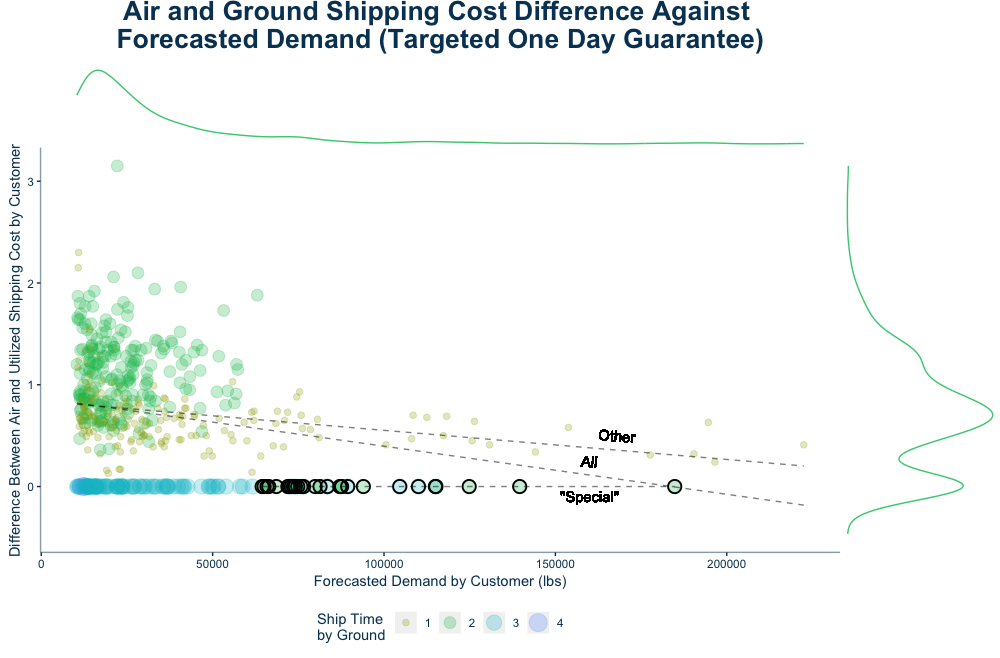 Air and Ground Shipping Cost Difference Against
Forecasted Demand (Targeted One Day Guarantee)
Difference Between Air and Utilized Shipping Cost by Customer
3
2
1
0
Other
All
"Special"
0
50000
100000
150000
200000
Forecasted Demand by Customer (lbs)
Ship Time
by Ground
1
2
3
4